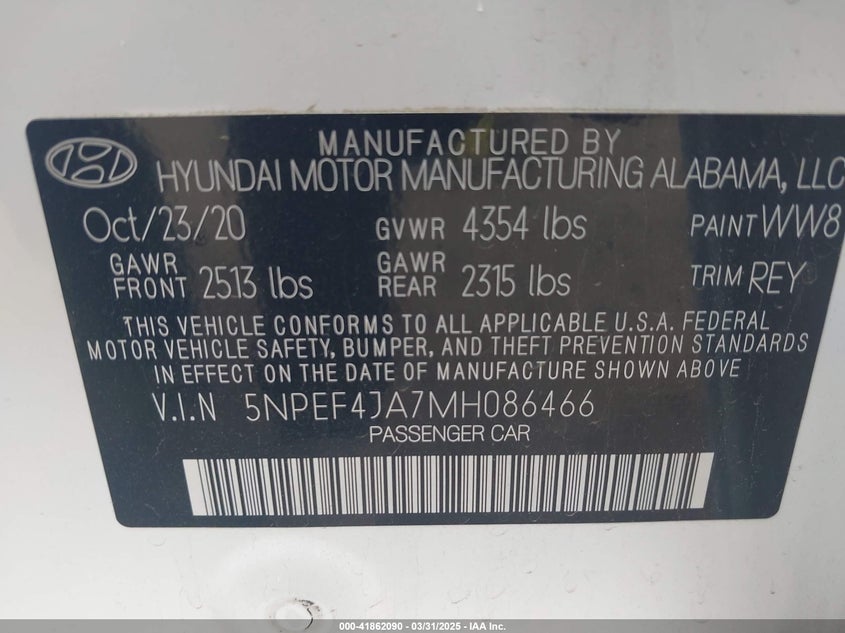 MANUFACTURED BY
HYUNDAI MOTOR MANUFACTURING ALABAMA, LLC
Oct/23/20 GVWR 4354 lbs PAINT WW8
GAWR FRONT 2513 lbs GAWR REAR 2315 lbs TRIM REY
THIS VEHICLE CONFORMS TO ALL APPLICABLE U.S.A. FEDERAL
MOTOR VEHICLE SAFETY, BUMPER, AND THEFT PREVENTION STANDARDS
IN EFFECT ON THE DATE OF MANUFACTURE SHOWN ABOVE
V.I.N 5NPEF4JA7MH086466
PASSENGER CAR
000-41862090 - 03/31/2025 - IAA Inc.